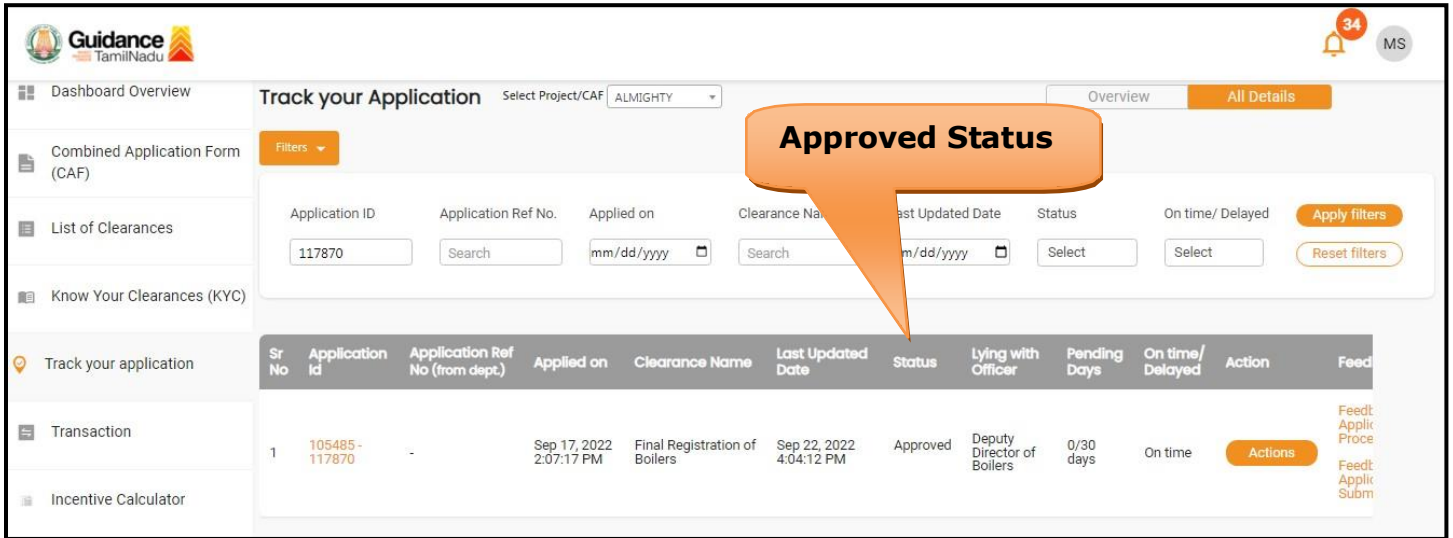 Guidance
TamilNadu
34
MS
Dashboard Overview
Track your Application
Select Project/CAF
ALMIGHTY
Overview
All Details
Approved Status
Combined Application Form
(CAF)
Filters
List of Clearances
Application ID
Application Ref No.
Applied on
Clearance Na
ast Updated Date
Status
On time/ Delayed
Apply filters
117870
Search
mm/dd/yyyy
Search
m/dd/yyyy
Select
Select
Reset filters
Know Your Clearances (KYC)
Track your application
Sr
No
Application
Id
Application Ref
No (from dept.)
Applied on
Clearance Name
Last Updated
Date
Status
Lying with
Officer
Pending
Days
On time/
Delayed
Action
Feed
Transaction
1
105485 -
117870
-
Sep 17, 2022
2:07:17 PM
Final Registration of
Boilers
Sep 22, 2022
4:04:12 PM
Approved
Deputy
Director of
Boilers
0/30
days
On time
Actions
Feedb
Applic
Proce
Feedb
Applic
Subm
Incentive Calculator